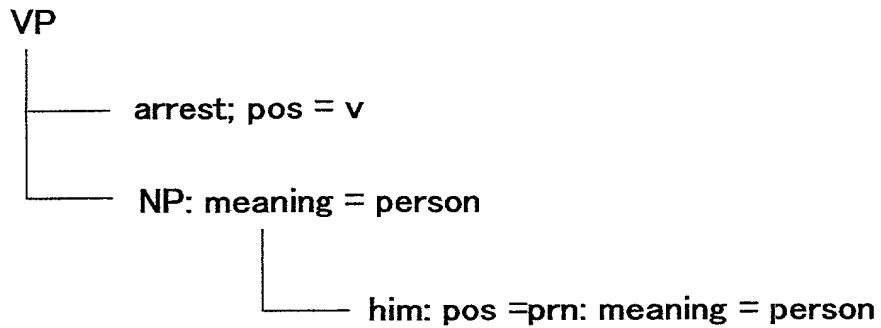 VP
arrest; pos = v
NP: meaning = person
him: pos =prn: meaning = person